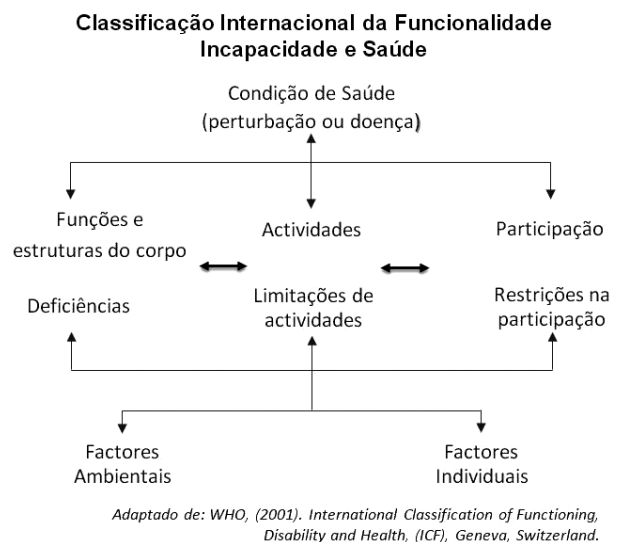 Classificação Internacional da Funcionalidade
Incapacidade e Saúde
Condição de Saúde
(perturbação ou doença)
Funções e
estruturas do corpo
Actividades
Participação
Deficiências
Limitações de
actividades
Restrições na
participação
Factores
Ambientais
Factores
Individuais
Adaptado de: WHO, (2001). International Classification of Functioning,
Disability and Health, (ICF), Geneva, Switzerland.